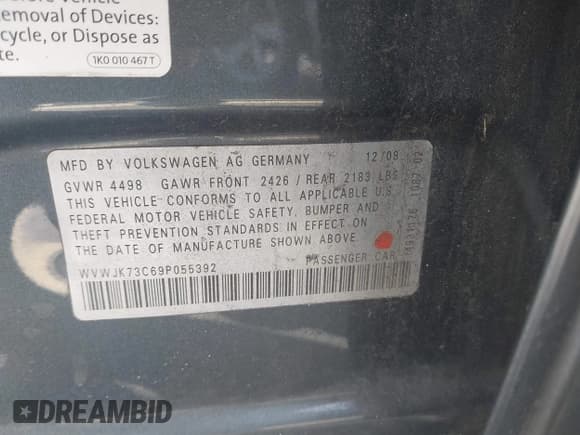 Removal of Devices:
cycle, or Dispose as
te.
1K0 010 467 T
MFD BY VOLKSWAGEN AG GERMANY 12/08
GVWR 4498 GAWR FRONT 2426 / REAR 2183 LBS
THIS VEHICLE CONFORMS TO ALL APPLICABLE U.S.
FEDERAL MOTOR VEHICLE SAFETY, BUMPER AND
THEFT PREVENTION STANDARDS IN EFFECT ON
THE DATE OF MANUFACTURE SHOWN ABOVE
WVWJK73C69P055392 PASSENGER CAR
DREAMBID